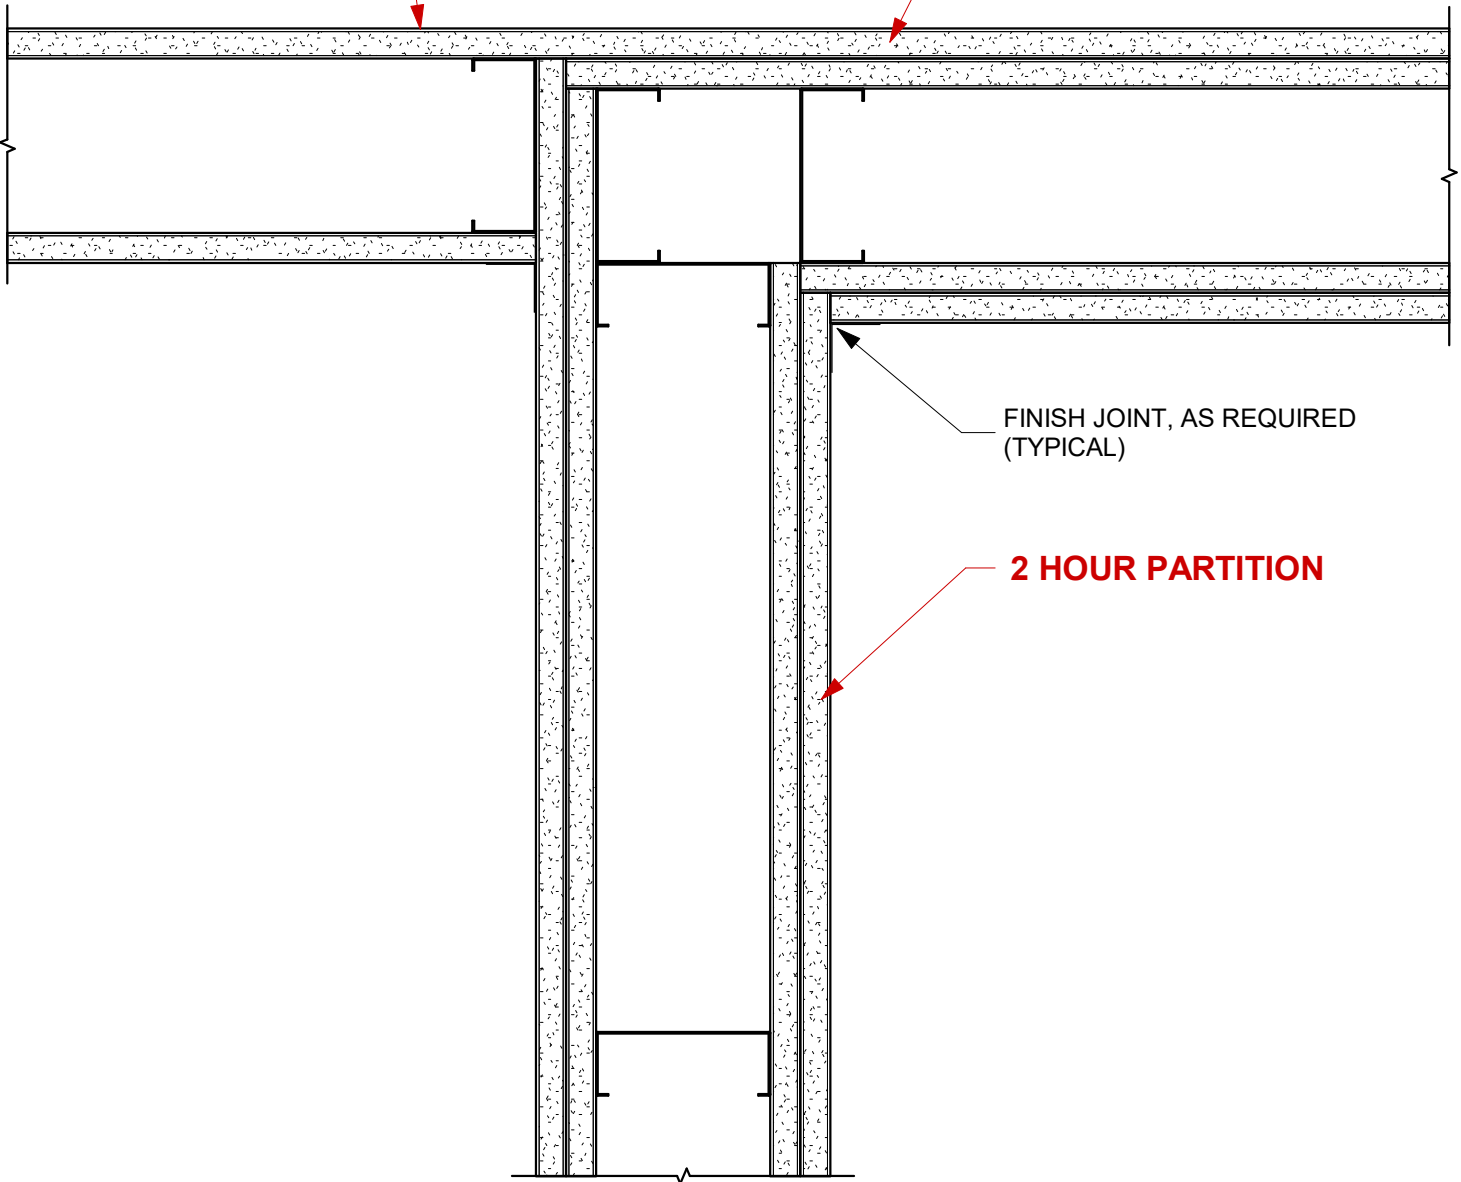 FINISH JOINT, AS REQUIRED
(TYPICAL)
2 HOUR PARTITION